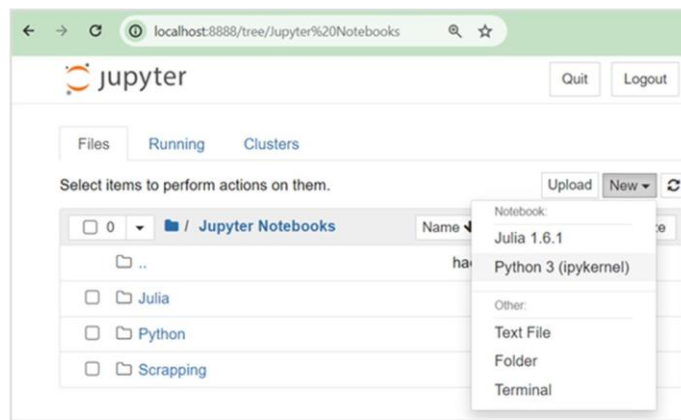 localhost:8888/tree/Jupyter%20Notebooks
jupyter
Quit Logout
Files Running Clusters
Select items to perform actions on them.
Upload New
0 / Jupyter Notebooks Name
Notebook:
Julia 1.6.1
..
Python 3 (ipykernel)
Julia
Other:
Python
Text File
Folder
Scrapping
Terminal